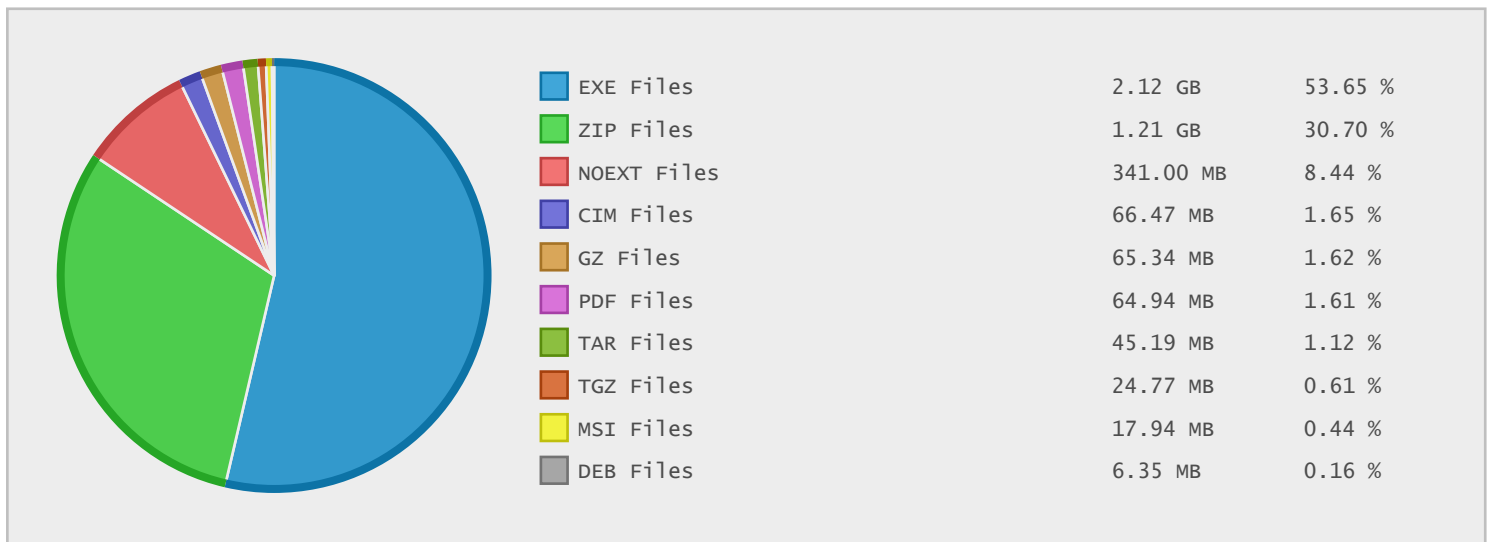 EXE Files 2.12 GB 53.65 %
ZIP Files 1.21 GB 30.70 %
NOEXT Files 341.00 MB 8.44 %
CIM Files 66.47 MB 1.65 %
GZ Files 65.34 MB 1.62 %
PDF Files 64.94 MB 1.61 %
TAR Files 45.19 MB 1.12 %
TGZ Files 24.77 MB 0.61 %
MSI Files 17.94 MB 0.44 %
DEB Files 6.35 MB 0.16 %